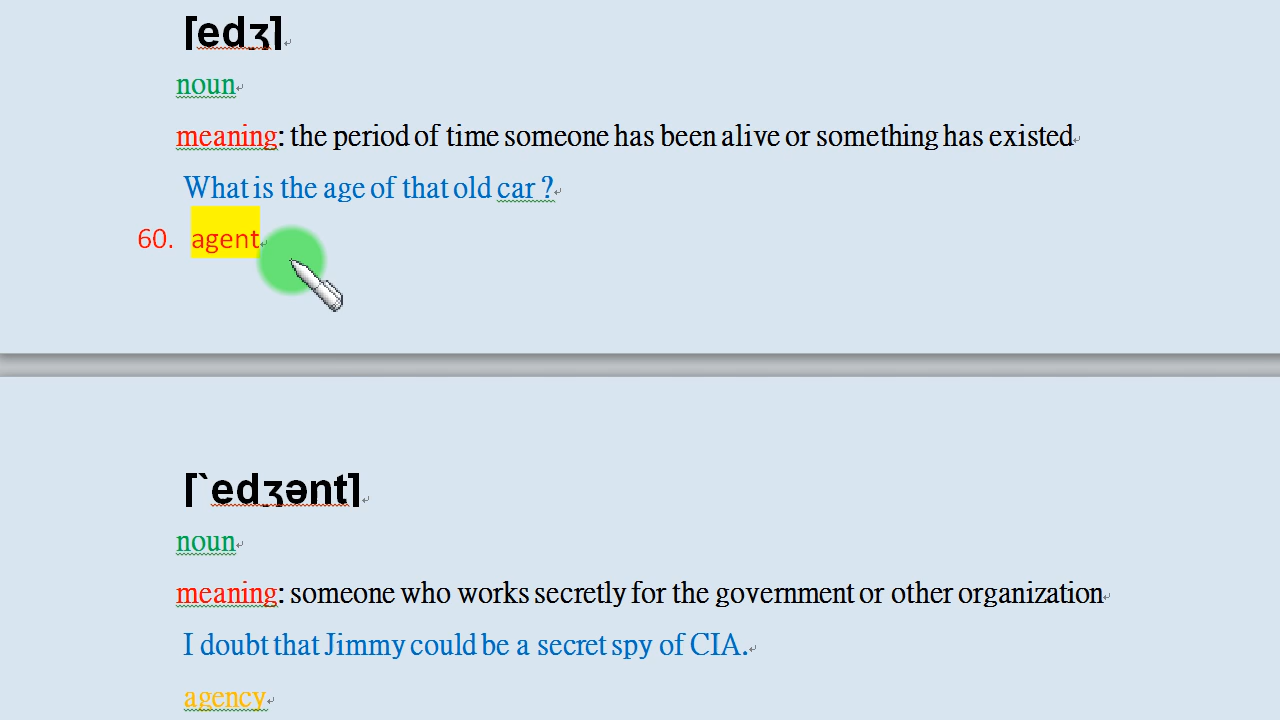 [edʒ]
noun
meaning: the period of time someone has been alive or something has existed
What is the age of that old car ?
60. agent
[`edʒənt]
noun
meaning: someone who works secretly for the government or other organization
I doubt that Jimmy could be a secret spy of CIA.
agency